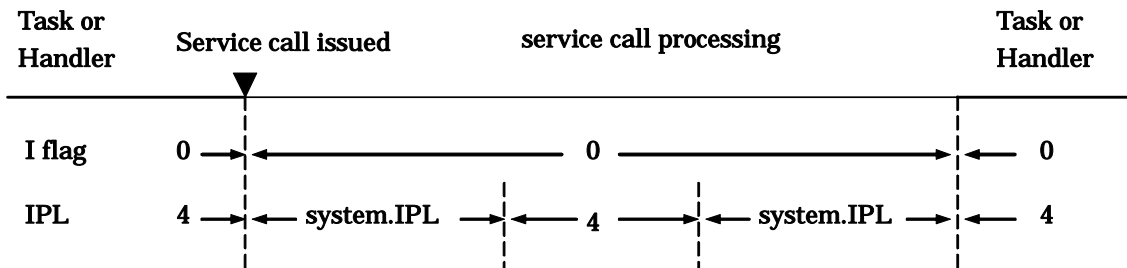 Task or
Handler
Service call issued
service call processing
Task or
Handler
I flag 0 0 0
IPL 4 system.IPL 4 system.IPL 4